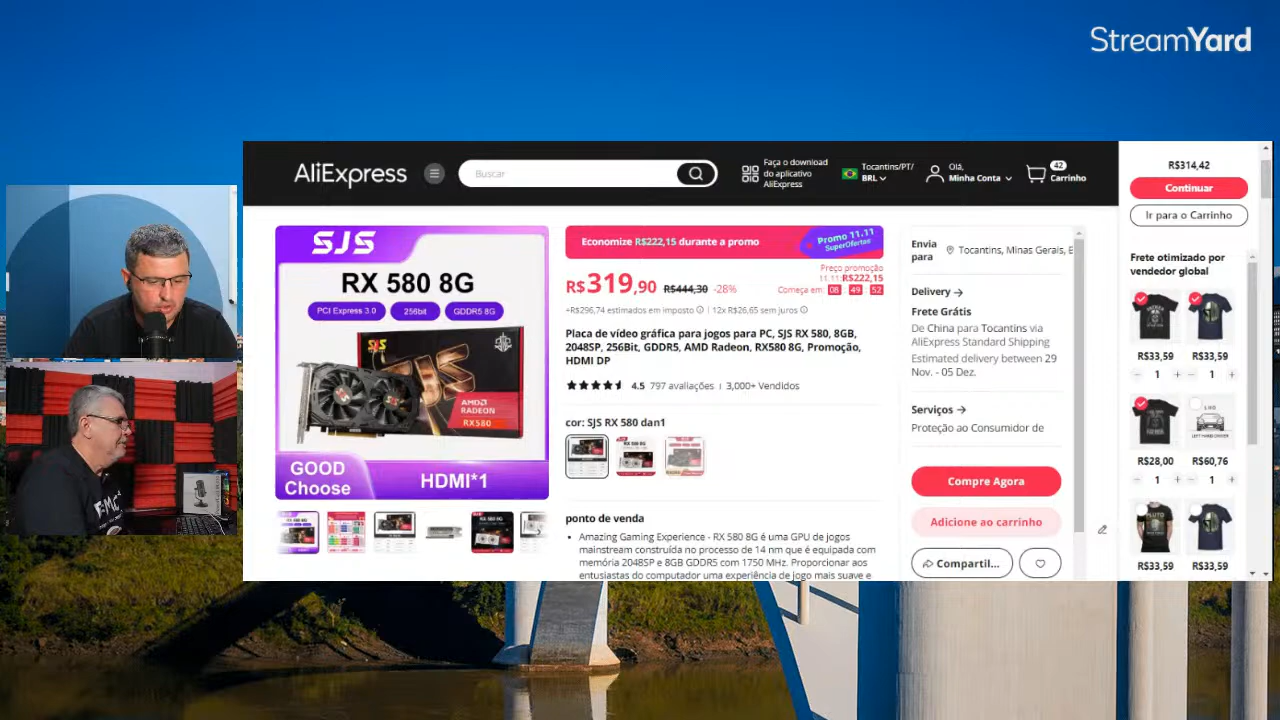 StreamYard
AliExpress
Buscar
Faça o download
do aplicativo
AliExpress
Tocantins/PT/
BRL
Olá,
Minha Conta
42
Carrinho
SJS
RX 580 8G
PCI Express 3.0
256bit
GDDR5 8G
SJS
AMD
RADEON
RX580
GOOD
Choose
HDMI*1
Economize R$222,15 durante a promo
Promo 11.11
SuperOfertas
R$319,90 R$444,30 -28%
Preço promoção
11.11 R$222,15
Começa em: 08 : 49 : 52
+R$296,74 estimados em imposto | 12x R$26,65 sem juros
Placa de vídeo gráfica para jogos para PC, SJS RX 580, 8GB,
2048SP, 256Bit, GDDR5, AMD Radeon, RX580 8G, Promoção,
HDMI DP
4.5 797 avaliações | 3,000+ Vendidos
cor: SJS RX 580 dan1
ponto de venda
Amazing Gaming Experience - RX 580 8G é uma GPU de jogos
mainstream construída no processo de 14 nm que é equipada com
memória 2048SP e 8GB GDDR5 com 1750 MHz. Proporcionar aos
entusiastas do computador uma experiência de jogo mais suave e
Envia
para
Tocantins, Minas Gerais, E
Delivery
Frete Grátis
De China para Tocantins via
AliExpress Standard Shipping
Estimated delivery between 29
Nov. - 05 Dez.
Serviços
Proteção ao Consumidor de
Compre Agora
Adicione ao carrinho
Compartil...
R$314,42
Continuar
Ir para o Carrinho
Frete otimizado por
vendedor global
R$33,59 R$33,59
− 1 + − 1 +
R$28,00 R$60,76
− 1 + − 1 +
R$33,59 R$33,59